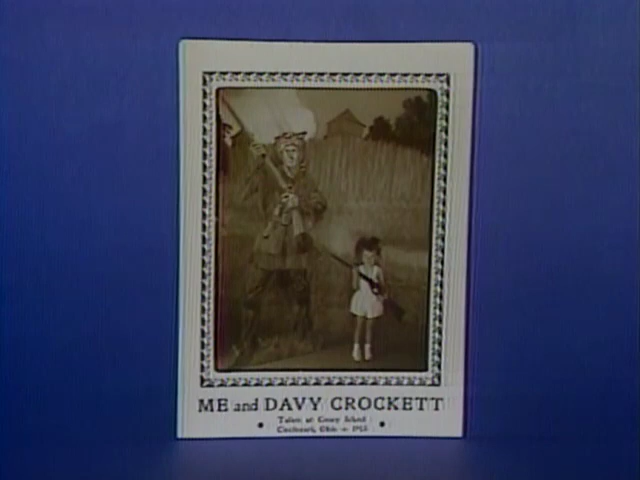 ME and DAVY CROCKETT
Taken at Coney Island
Cincinnati, Ohio